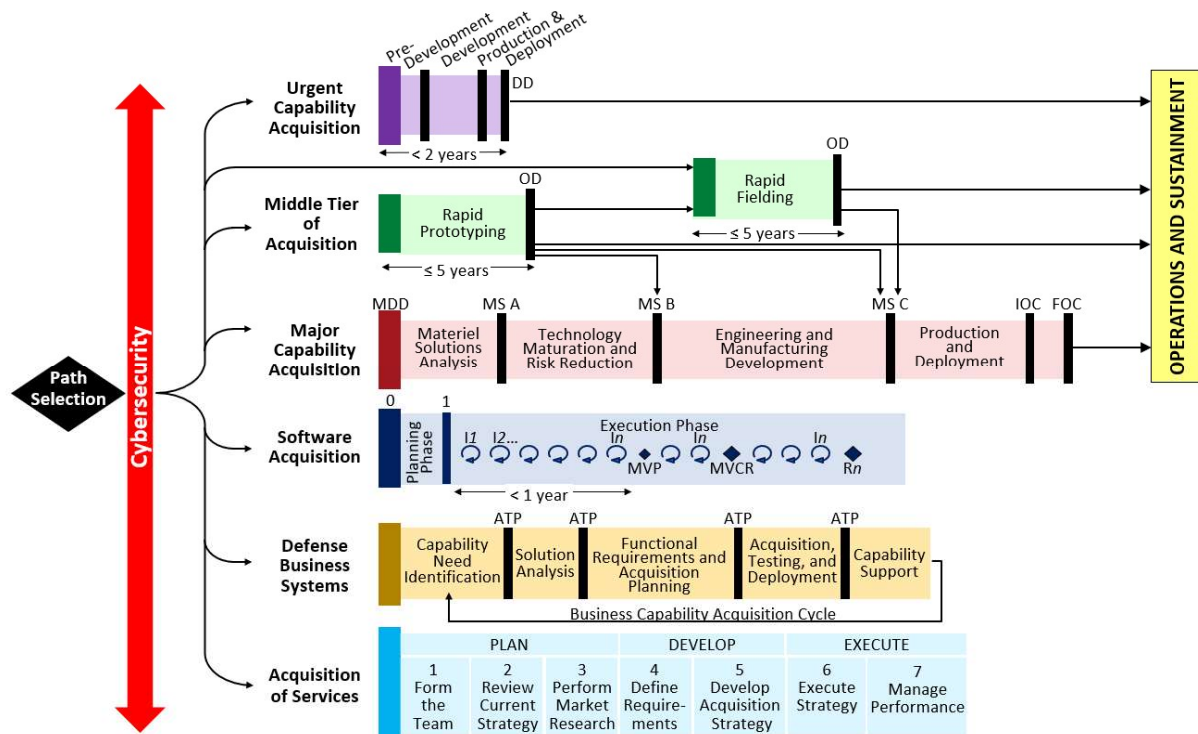 Pre-
Development
Development
Production &
Deployment
DD
Urgent
Capability
Acquisition
< 2 years
OD
Rapid
Fielding
≤ 5 years
OD
Middle Tier
of
Acquisition
Rapid
Prototyping
≤ 5 years
MDD
MS A
MS B
MS C
IOC
FOC
Major
Capability
Acquisition
Materiel
Solutions
Analysis
Technology
Maturation and
Risk Reduction
Engineering and
Manufacturing
Development
Production
and
Deployment
OPERATIONS AND SUSTAINMENT
Path
Selection
Cybersecurity
0
1
Software
Acquisition
Planning
Phase
Execution Phase
I1
I2...
In
In
In
MVP
MVCR
Rn
< 1 year
ATP
ATP
ATP
ATP
Defense
Business
Systems
Capability
Need
Identification
Solution
Analysis
Functional
Requirements and
Acquisition
Planning
Acquisition,
Testing, and
Deployment
Capability
Support
Business Capability Acquisition Cycle
Acquisition
of Services
PLAN
DEVELOP
EXECUTE
1
Form
the
Team
2
Review
Current
Strategy
3
Perform
Market
Research
4
Define
Require-
ments
5
Develop
Acquisition
Strategy
6
Execute
Strategy
7
Manage
Performance